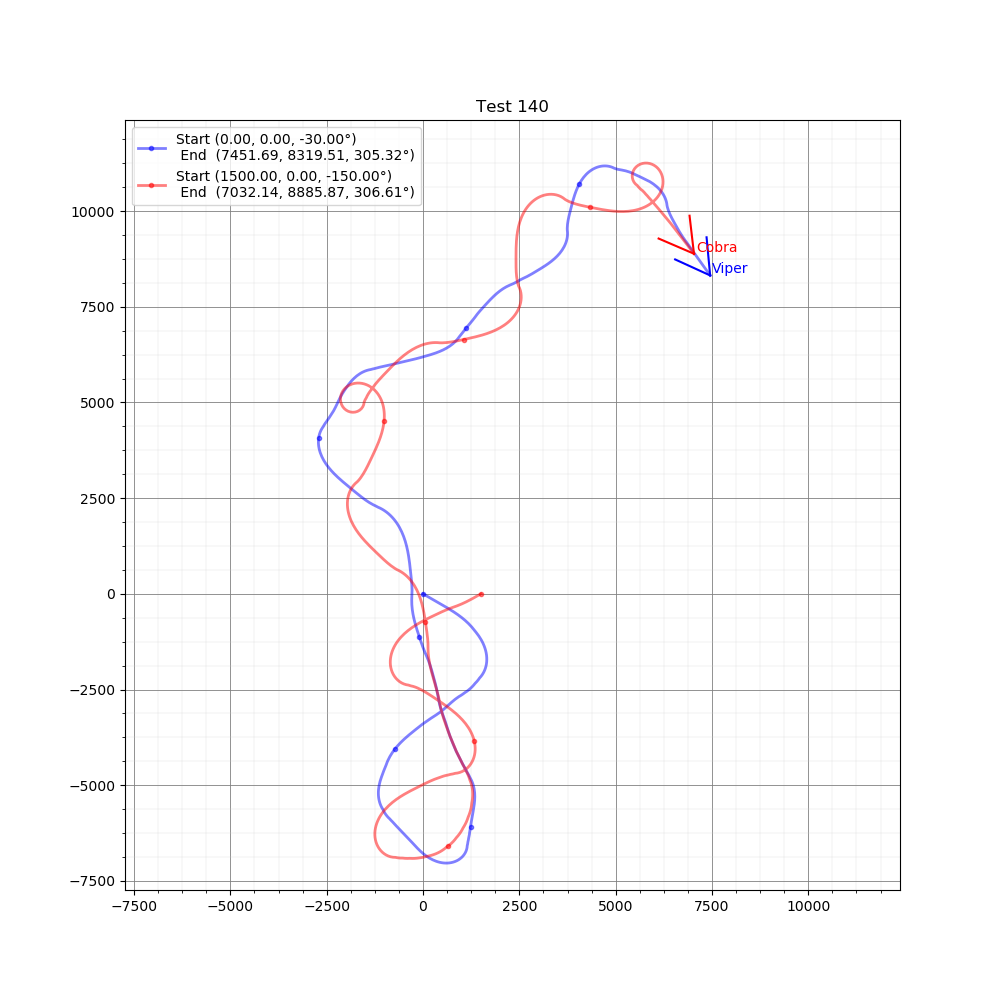 Test 140
Start (0.00, 0.00, -30.00°)
End (7451.69, 8319.51, 305.32°)
Start (1500.00, 0.00, -150.00°)
End (7032.14, 8885.87, 306.61°)
10000
7500
5000
2500
0
−2500
−5000
−7500
Cobra
Viper
−7500 −5000 −2500 0 2500 5000 7500 10000